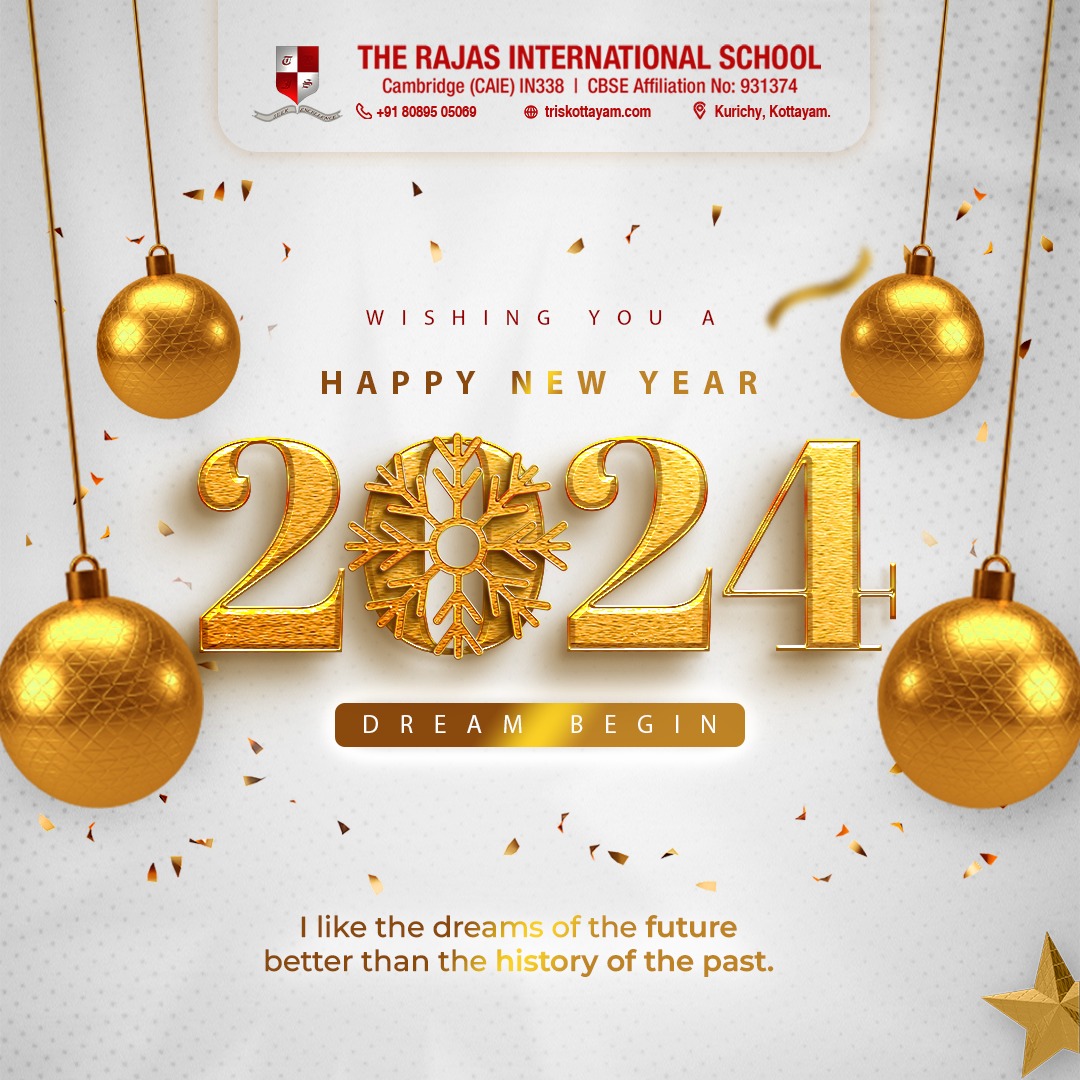 THE RAJAS INTERNATIONAL SCHOOL
Cambridge (CAIE) IN338 | CBSE Affiliation No: 931374
+91 80895 05069 triskottayam.com Kurichy, Kottayam.
WISHING YOU A
HAPPY NEW YEAR
2024
DREAM BEGIN
I like the dreams of the future
better than the history of the past.